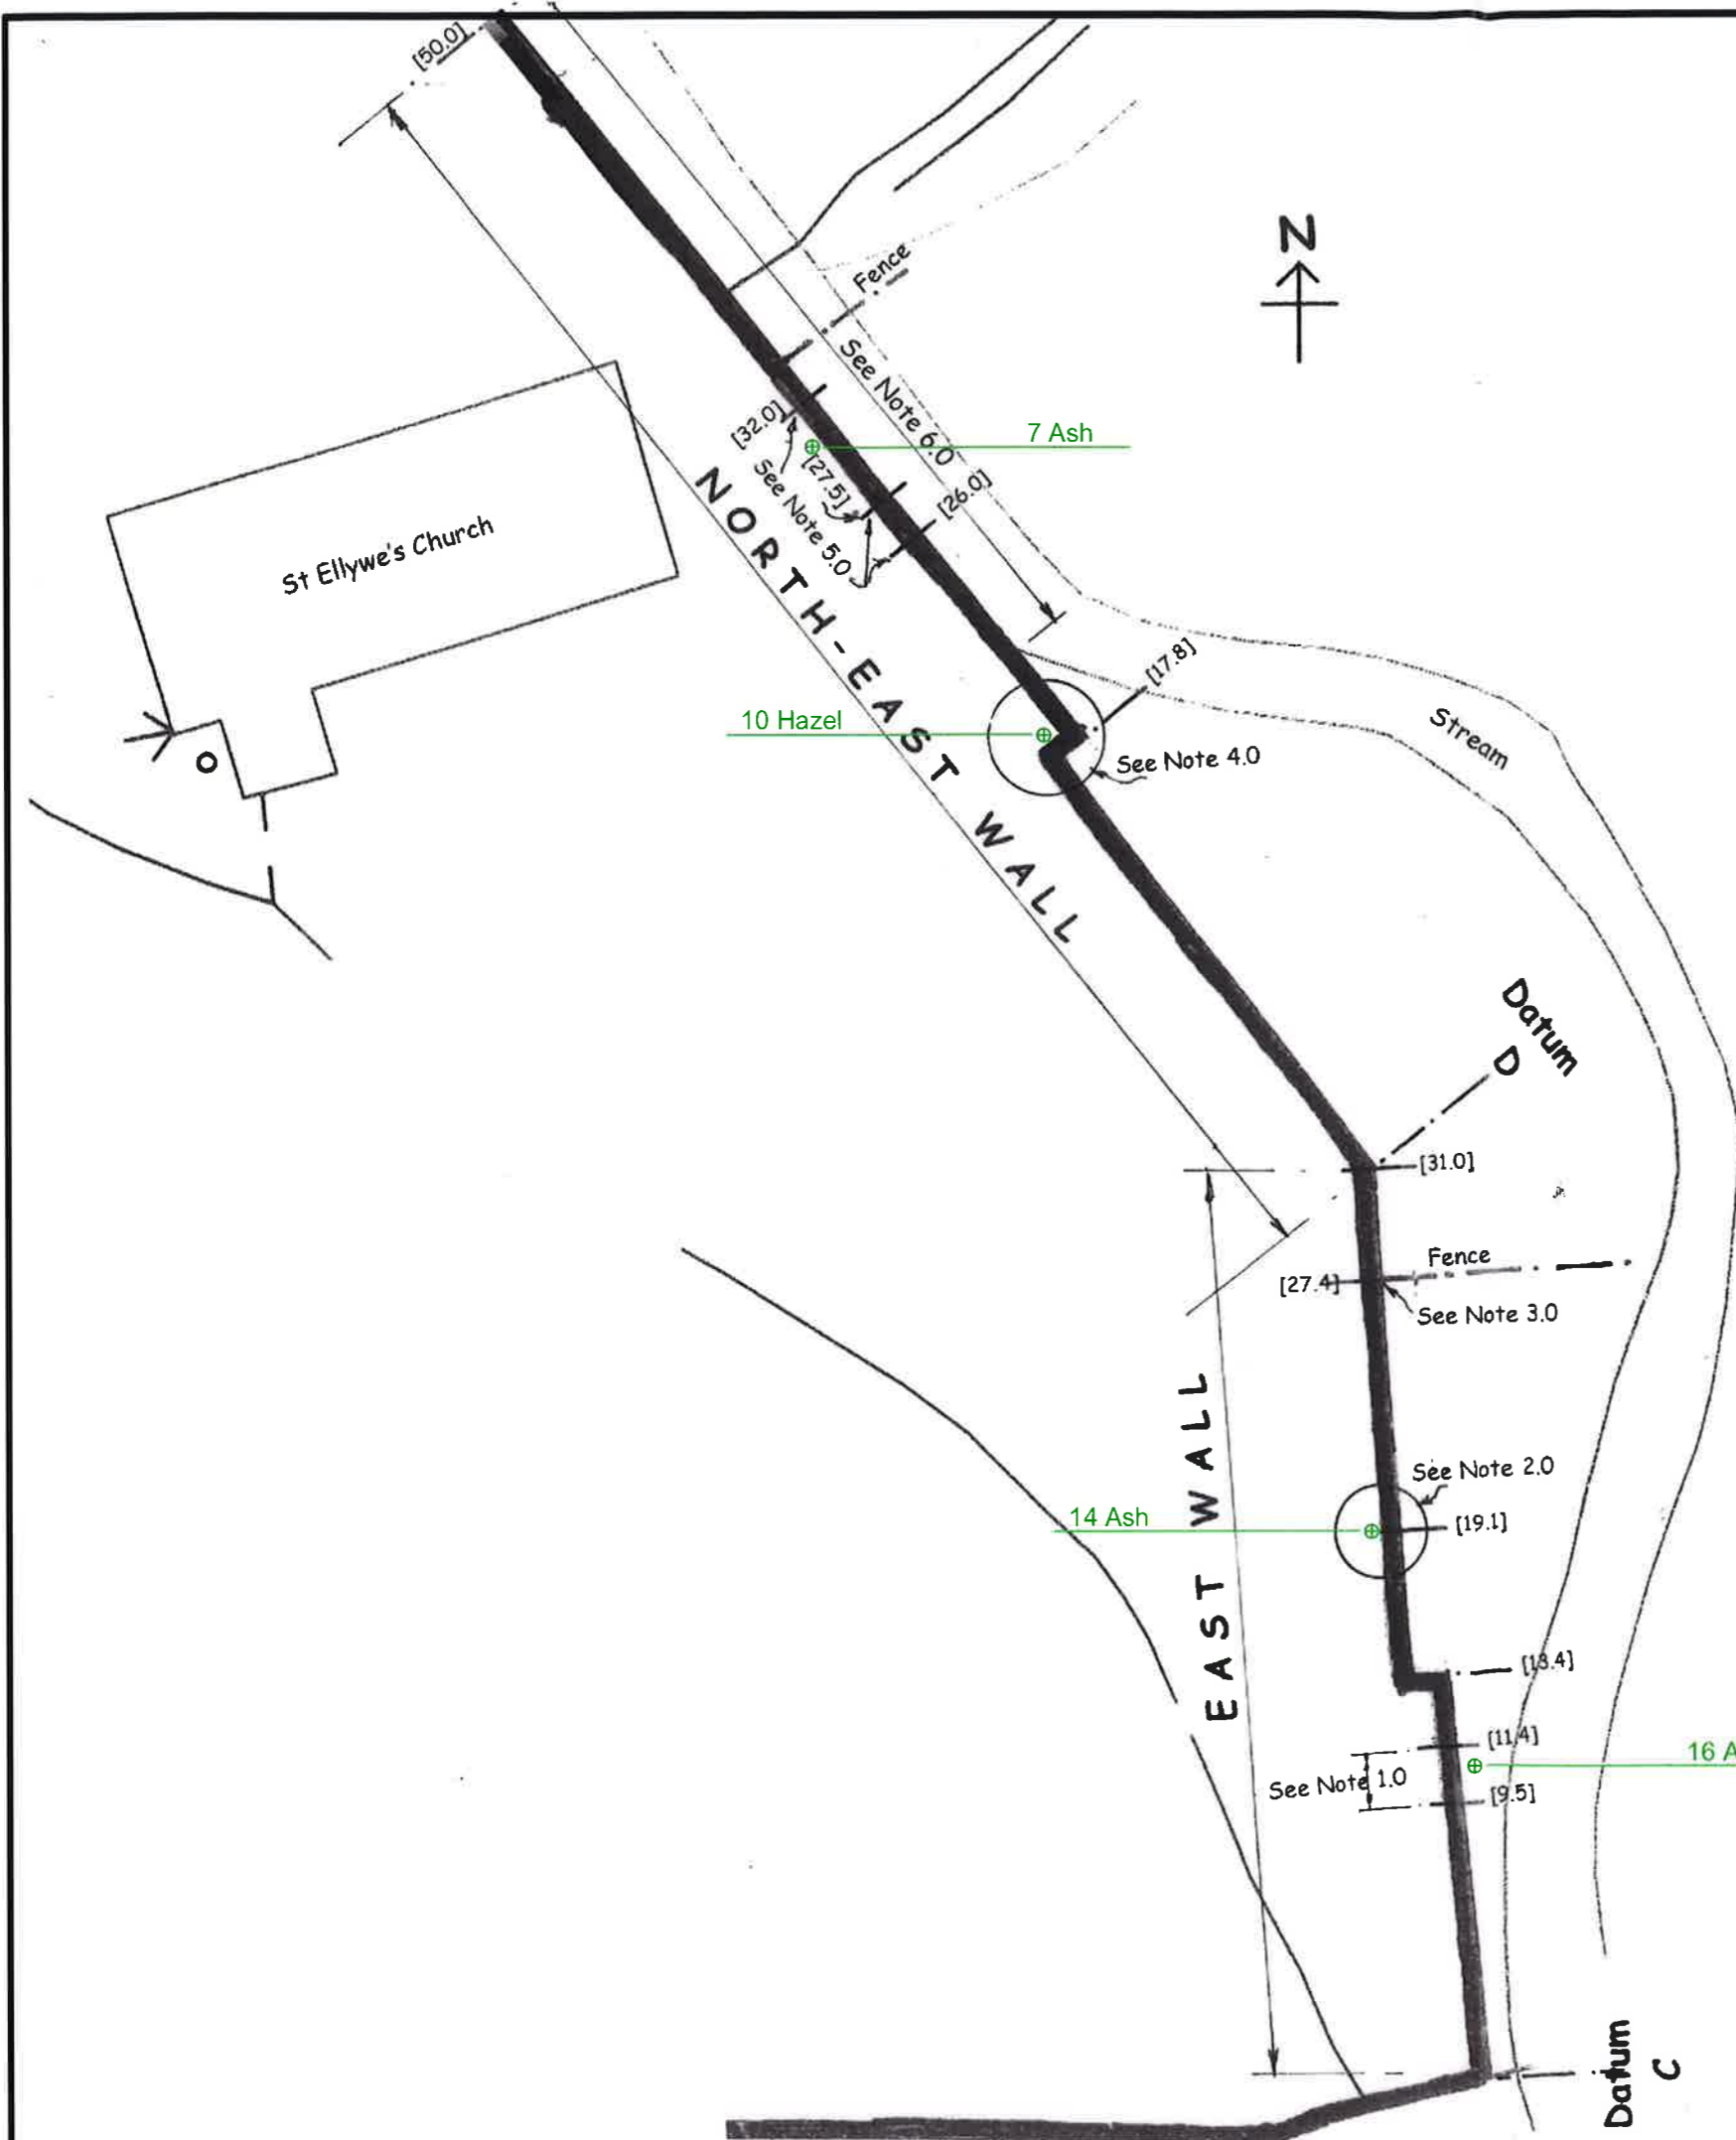 [50.0]
N
Fence
See Note 6.0
[32.0]
7 Ash
[27.5]
See Note 5.0
[26.0]
St Ellywe's Church
NORTH-EAST WALL
[17.8]
10 Hazel
See Note 4.0
Stream
O
Datum
D
[31.0]
Fence
[27.4]
See Note 3.0
EAST WALL
See Note 2.0
14 Ash
[19.1]
[13.4]
[11.4]
16 A
See Note 1.0
[9.5]
Datum
C